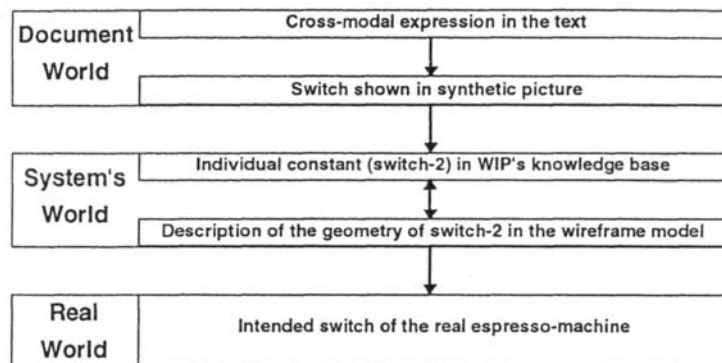 Document
World
Cross-modal expression in the text
Switch shown in synthetic picture
System's
World
Individual constant (switch-2) in WIP's knowledge base
Description of the geometry of switch-2 in the wireframe model
Real
World
Intended switch of the real espresso-machine